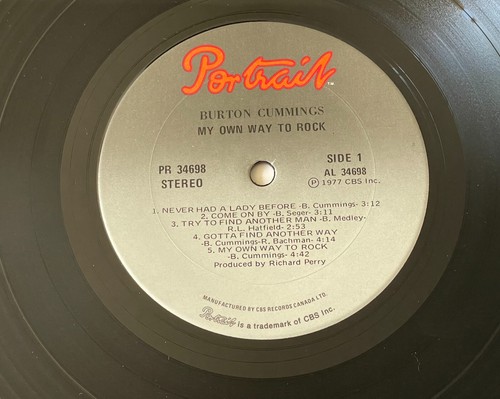 Portrait
BURTON CUMMINGS
MY OWN WAY TO ROCK
PR 34698
STEREO
SIDE 1
AL 34698
Ⓟ 1977 CBS Inc.
1. NEVER HAD A LADY BEFORE -B. Cummings- 3:12
2. COME ON BY -B. Seger- 3:11
3. TRY TO FIND ANOTHER MAN -B. Medley-
R.L. Hatfield- 2:53
4. GOTTA FIND ANOTHER WAY
-B. Cummings-R. Bachman- 4:14
5. MY OWN WAY TO ROCK
-B. Cummings- 4:42
Produced by Richard Perry
MANUFACTURED BY CBS RECORDS CANADA LTD.
Portrait is a trademark of CBS Inc.